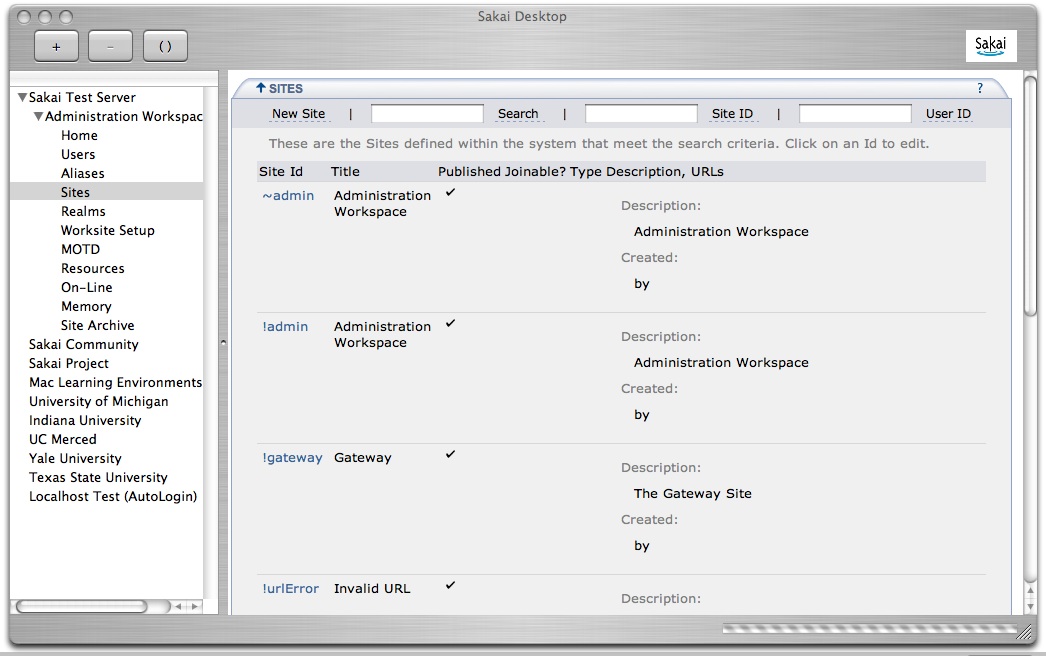 Sakai Desktop
+ - ()
Sakai
Sakai Test Server
Administration Workspac
Home
Users
Aliases
Sites
Realms
Worksite Setup
MOTD
Resources
On-Line
Memory
Site Archive
Sakai Community
Sakai Project
Mac Learning Environments
University of Michigan
Indiana University
UC Merced
Yale University
Texas State University
Localhost Test (AutoLogin)
SITES ?
New Site | Search | Site ID | User ID
These are the Sites defined within the system that meet the search criteria. Click on an Id to edit.
Site Id Title Published Joinable? Type Description, URLs
~admin Administration
Workspace
Description:
Administration Workspace
Created:
by
!admin Administration
Workspace
Description:
Administration Workspace
Created:
by
!gateway Gateway
Description:
The Gateway Site
Created:
by
!urlError Invalid URL
Description: